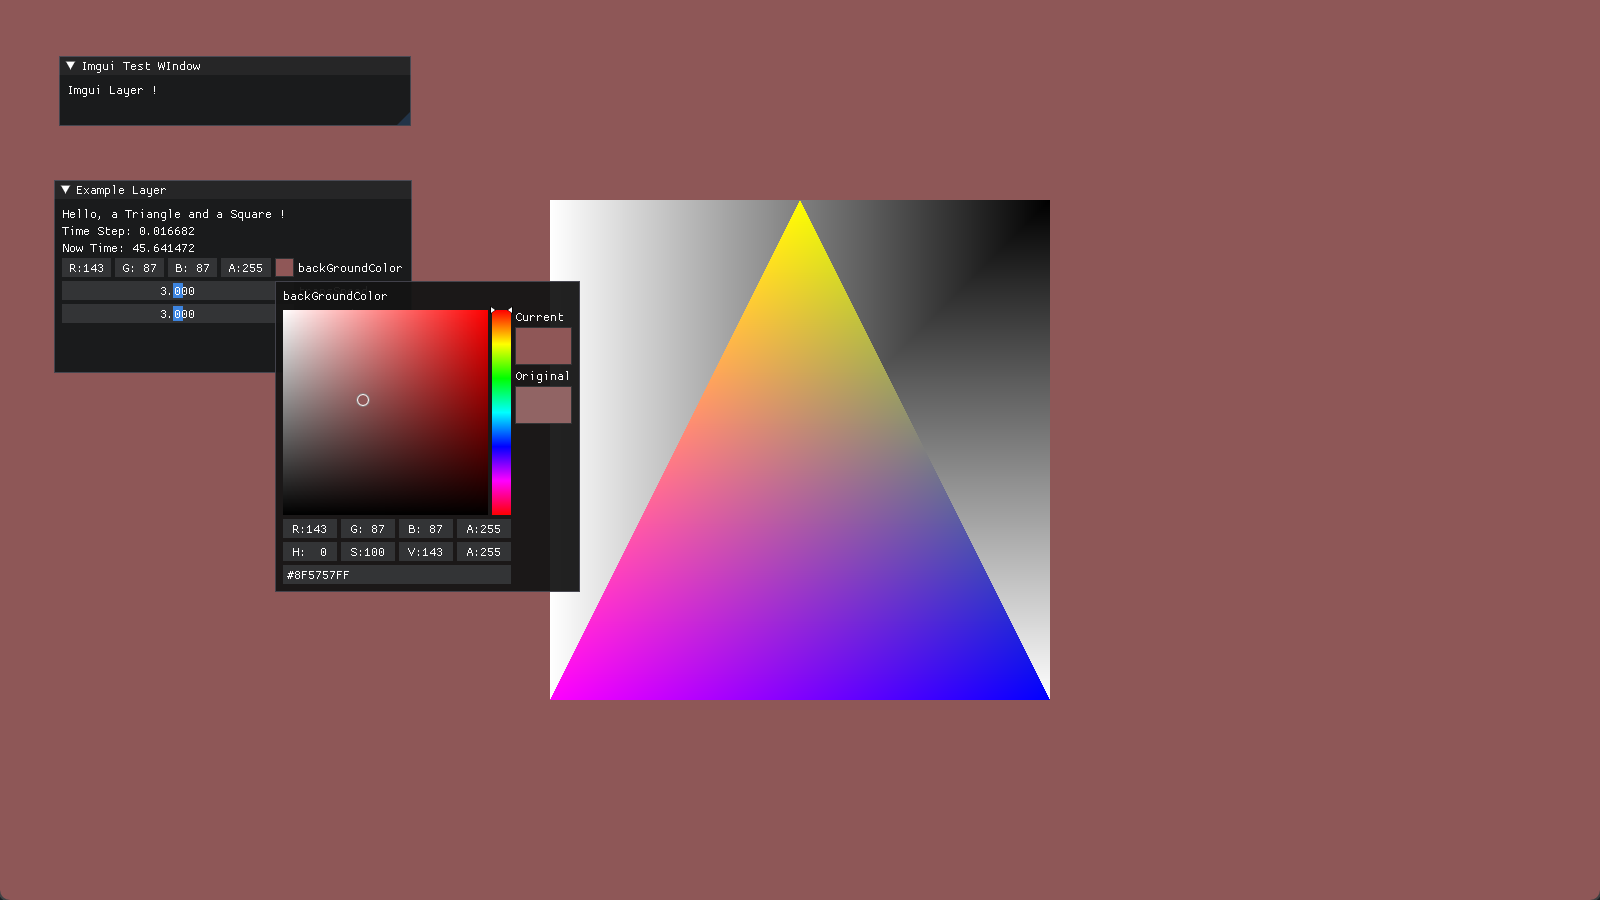 Imgui Test WIndow
Imgui Layer !
Example Layer
Hello, a Triangle and a Square !
Time Step: 0.016682
Now Time: 45.641472
R:143 G: 87 B: 87 A:255 backGroundColor
3.000
3.000
backGroundColor
Current
Original
R:143 G: 87 B: 87 A:255
H: 0 S:100 V:143 A:255
#8F5757FF